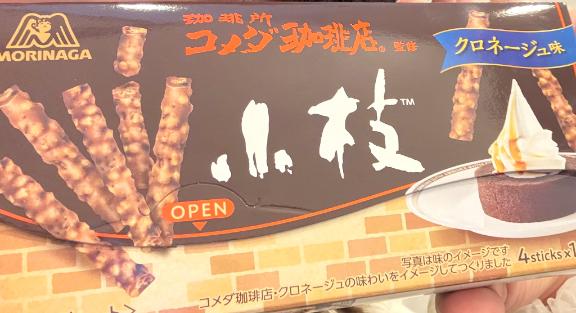 MORINAGA
珈琲所
コメダ珈琲店。監修
クロネージュ味
小枝™
OPEN
写真は味のイメージです
コメダ珈琲店・クロネージュの味わいをイメージしてつくりました
4sticks×1